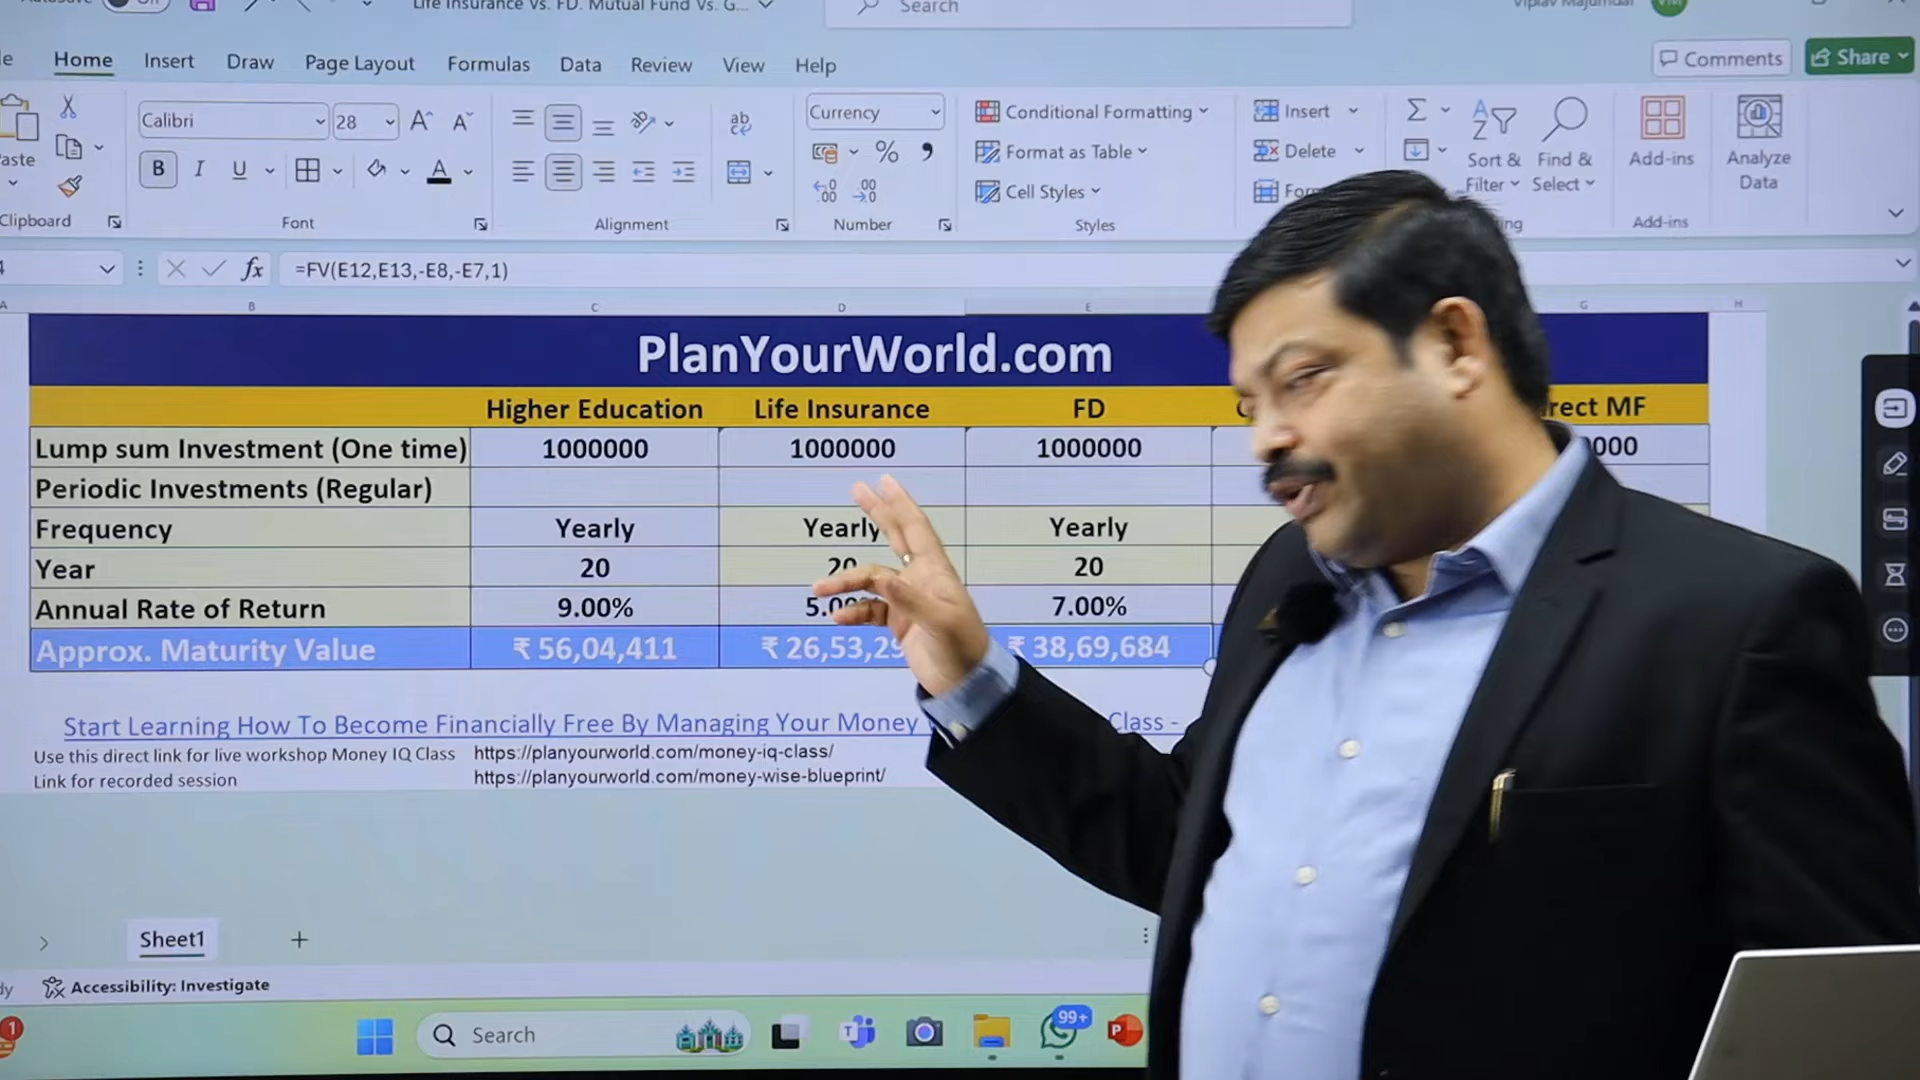 Life Insurance Vs. FD. Mutual Fund Vs. G...
Search
Home Insert Draw Page Layout Formulas Data Review View Help
Comments
Share
Calibri
28
Currency
Conditional Formatting
Insert
Format as Table
Delete
Cell Styles
Sort &
Filter
Find &
Select
Add-ins
Analyze
Data
B I U
Clipboard
Font
Alignment
Number
Styles
Add-ins
fx =FV(E12,E13,-E8,-E7,1)
A B C D E G H
PlanYourWorld.com
Higher Education Life Insurance FD MF
Lump sum Investment (One time) 1000000 1000000 1000000
Periodic Investments (Regular)
Frequency Yearly Yearly Yearly
Year 20 20 20
Annual Rate of Return 9.00% 7.00%
Approx. Maturity Value ₹ 56,04,411 ₹ 38,69,684
Start Learning How To Become Financially Free By Managing Your Money Class -
Use this direct link for live workshop Money IQ Class https://planyourworld.com/money-iq-class/
Link for recorded session https://planyourworld.com/money-wise-blueprint/
Sheet1
Accessibility: Investigate
1
Search
99+